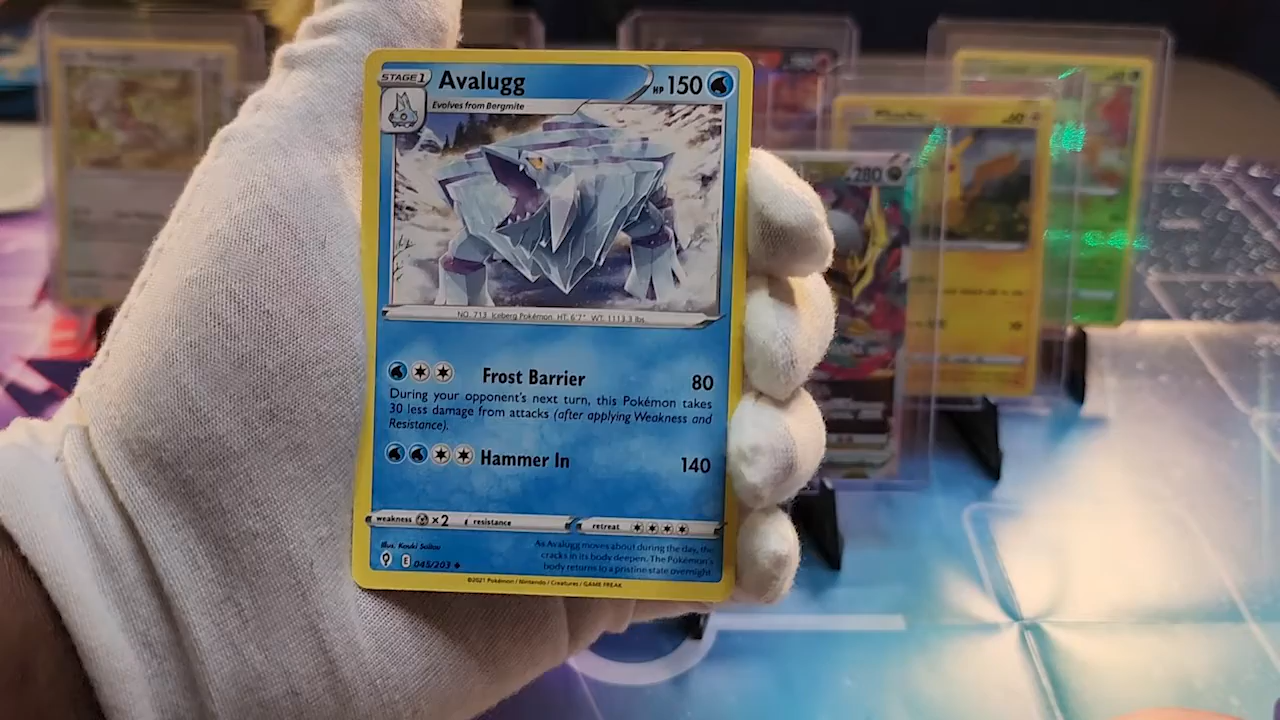 STAGE 1
Avalugg
HP 150
Evolves from Bergmite
NO. 713 Iceberg Pokémon. HT: 6'7" WT: 1113.3 lbs
Frost Barrier 80
During your opponent's next turn, this Pokémon takes
30 less damage from attacks (after applying Weakness and
Resistance).
Hammer In 140
weakness ×2 resistance retreat
Illus. Kouki Saitou
E 045/203
As Avalugg moves about during the day, the
cracks in its body deepen. The Pokémon's
body returns to a pristine state overnight.
©2021 Pokémon / Nintendo / Creatures / GAME FREAK
280
60